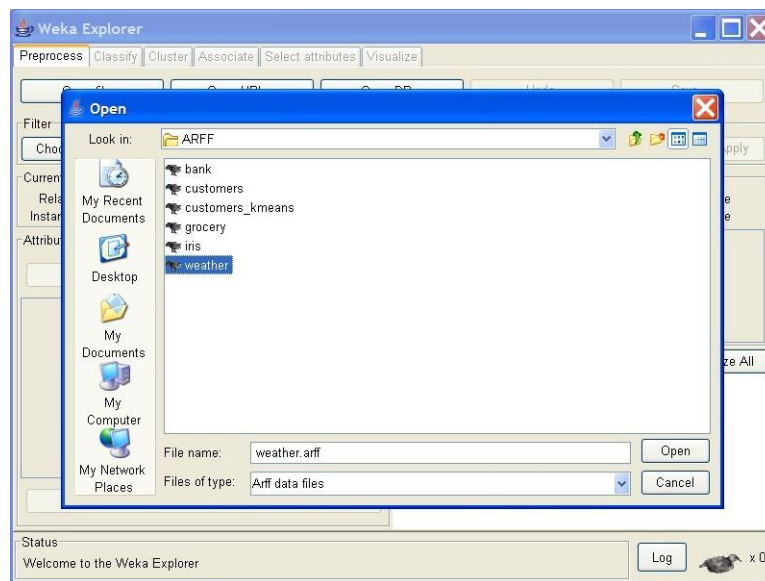 Weka Explorer
Preprocess Classify Cluster Associate Select attributes Visualize
Filter
Open
Look in: ARFF
My Recent
Documents
Desktop
My
Documents
My
Computer
My Network
Places
bank
customers
customers_kmeans
grocery
iris
weather
File name: weather.arff Open
Files of type: Arff data files Cancel
Status
Welcome to the Weka Explorer
Log x 0